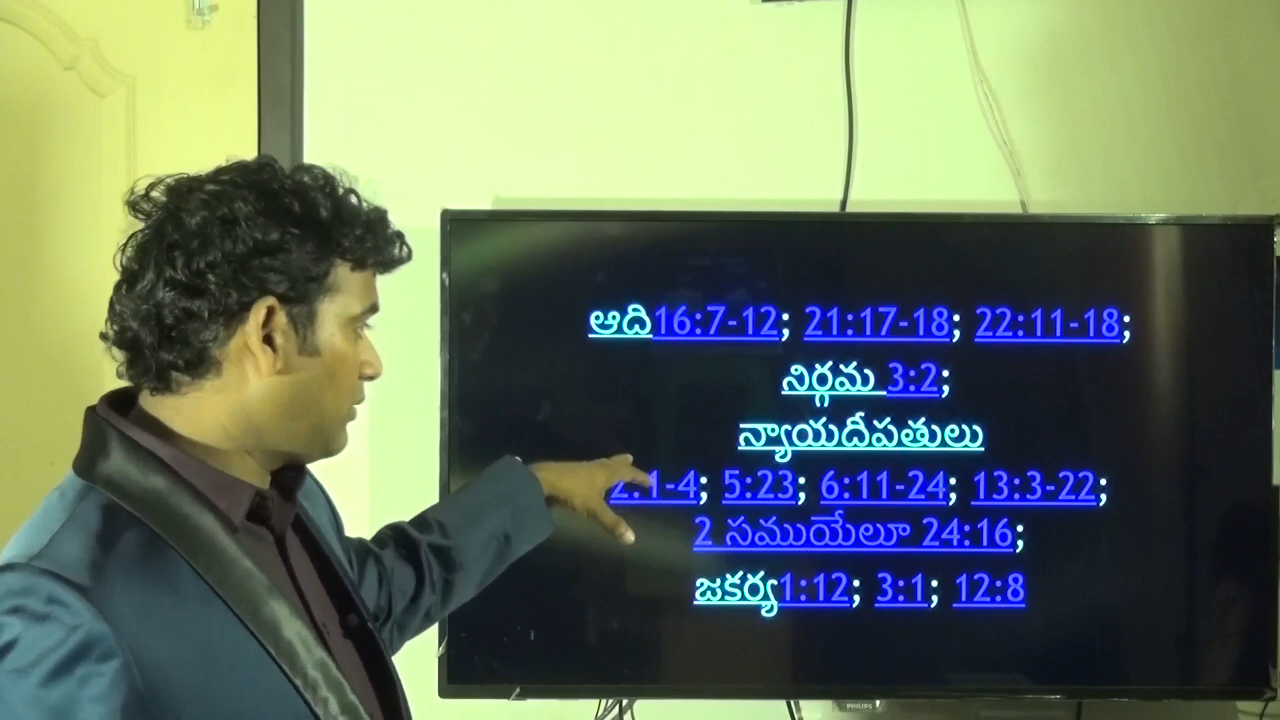 ఆది16:7-12; 21:17-18; 22:11-18;
నిర్గమ 3:2;
న్యాయదీపతులు
2:1-4; 5:23; 6:11-24; 13:3-22;
2 సముయేలూ 24:16;
జకర్య1:12; 3:1; 12:8
PHILIPS